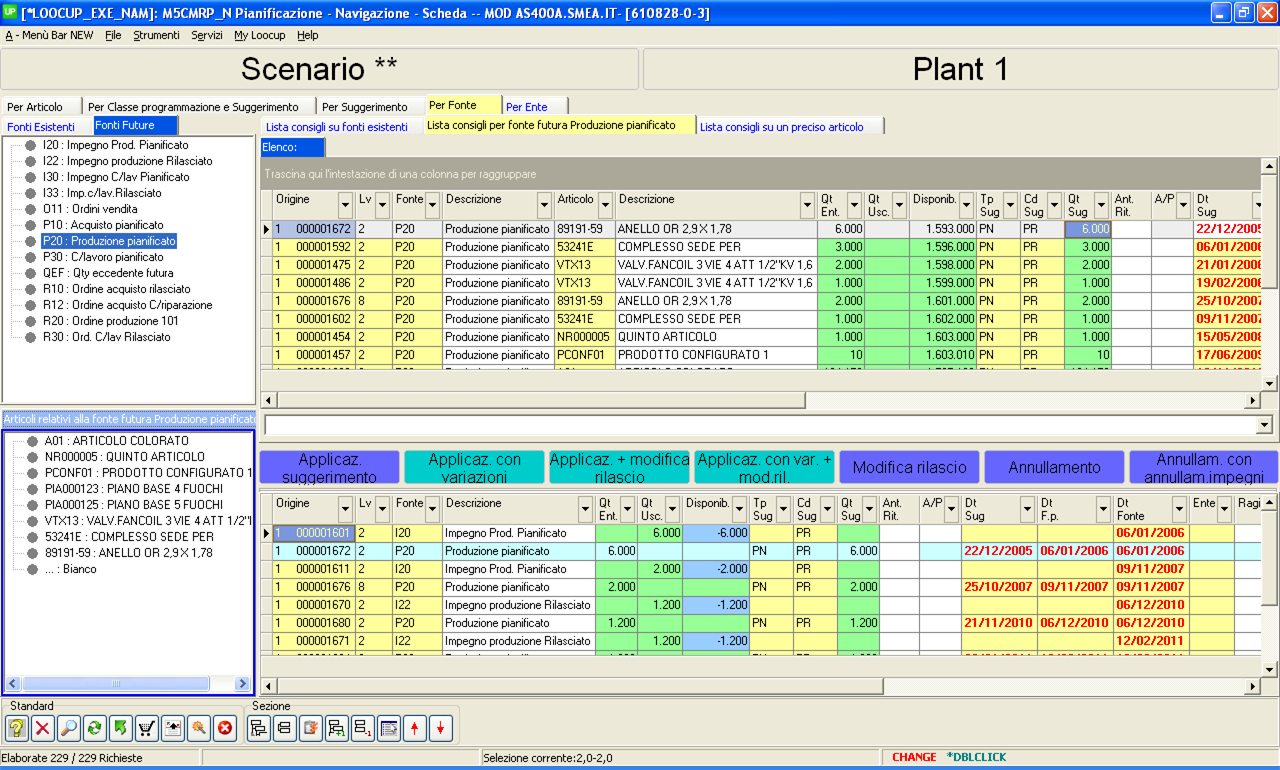 UP [*LOOCUP_EXE_NAM]: M5CMRP_N Pianificazione - Navigazione - Scheda -- MOD AS400A.SMEA.IT- [610828-0-3]
A - Menù Bar NEW File Strumenti Servizi My Loocup Help
Scenario ** Plant 1
Per Articolo Per Classe programmazione e Suggerimento Per Suggerimento Per Fonte Per Ente
Fonti Esistenti Fonti Future
I20 : Impegno Prod. Pianificato
I22 : Impegno produzione Rilasciato
I30 : Impegno C/lav Pianificato
I33 : Imp.c/lav.Rilasciato
O11 : Ordini vendita
P10 : Acquisto pianificato
P20 : Produzione pianificato
P30 : C/lavoro pianificato
QEF : Qty eccedente futura
R10 : Ordine acquisto rilasciato
R12 : Ordine acquisto C/riparazione
R20 : Ordine produzione 101
R30 : Ord. C/lav Rilasciato
Articoli relativi alla fonte futura Produzione pianificat
A01 : ARTICOLO COLORATO
NR000005 : QUINTO ARTICOLO
PCONF01 : PRODOTTO CONFIGURATO 1
PIA000123 : PIANO BASE 4 FUOCHI
PIA000125 : PIANO BASE 5 FUOCHI
VTX13 : VALV.FANCOIL 3 VIE 4 ATT 1/2"
53241E : COMPLESSO SEDE PER
89191-59 : ANELLO OR 2,9 X 1,78
... : Bianco
Lista consigli su fonti esistenti Lista consigli per fonte futura Produzione pianificato Lista consigli su un preciso articolo
Elenco:
Trascina qui l'intestazione di una colonna per raggruppare
Origine Lv Fonte Descrizione Articolo Descrizione Qt Ent. Qt Usc. Disponib. Tp Sug Cd Sug Qt Sug Ant. Rit. A/P Dt Sug
1 000001672 2 P20 Produzione pianificato 89191-59 ANELLO OR 2,9 X 1,78 6.000 1.593.000 PN PR 6.000 22/12/2005
1 000001592 2 P20 Produzione pianificato 53241E COMPLESSO SEDE PER 3.000 1.596.000 PN PR 3.000 06/01/2006
1 000001475 2 P20 Produzione pianificato VTX13 VALV.FANCOIL 3 VIE 4 ATT 1/2"KV 1,6 2.000 1.598.000 PN PR 2.000 21/01/2006
1 000001486 2 P20 Produzione pianificato VTX13 VALV.FANCOIL 3 VIE 4 ATT 1/2"KV 1,6 1.000 1.599.000 PN PR 1.000 19/02/2006
1 000001676 8 P20 Produzione pianificato 89191-59 ANELLO OR 2,9 X 1,78 2.000 1.601.000 PN PR 2.000 25/10/2007
1 000001602 2 P20 Produzione pianificato 53241E COMPLESSO SEDE PER 1.000 1.602.000 PN PR 1.000 09/11/2007
1 000001454 2 P20 Produzione pianificato NR000005 QUINTO ARTICOLO 1.000 1.603.000 PN PR 1.000 15/05/2008
1 000001457 2 P20 Produzione pianificato PCONF01 PRODOTTO CONFIGURATO 1 10 1.603.010 PN PR 10 17/06/2009
Applicaz. suggerimento Applicaz. con variazioni Applicaz. + modifica rilascio Applicaz. con var. + mod.ril. Modifica rilascio Annullamento Annullam. con annullam.impegni
Origine Lv Fonte Descrizione Qt Ent. Qt Usc. Disponib. Tp Sug Cd Sug Qt Sug Ant. Rit. A/P Dt Sug Dt F.p. Dt Fonte Ente Ragi
1 000001601 2 I20 Impegno Prod. Pianificato 6.000 -6.000 PR 06/01/2006
1 000001672 2 P20 Produzione pianificato 6.000 PN PR 6.000 22/12/2005 06/01/2006 06/01/2006
1 000001611 2 I20 Impegno Prod. Pianificato 2.000 -2.000 PR 09/11/2007
1 000001676 8 P20 Produzione pianificato 2.000 PN PR 2.000 25/10/2007 09/11/2007 09/11/2007
1 000001670 2 I22 Impegno produzione Rilasciato 1.200 -1.200 06/12/2010
1 000001680 2 P20 Produzione pianificato 1.200 PN PR 1.200 21/11/2010 06/12/2010 06/12/2010
1 000001671 2 I22 Impegno produzione Rilasciato 1.200 -1.200 12/02/2011
Standard Sezione
Elaborate 229 / 229 Richieste Selezione corrente:2,0-2,0 CHANGE *DBLCLICK